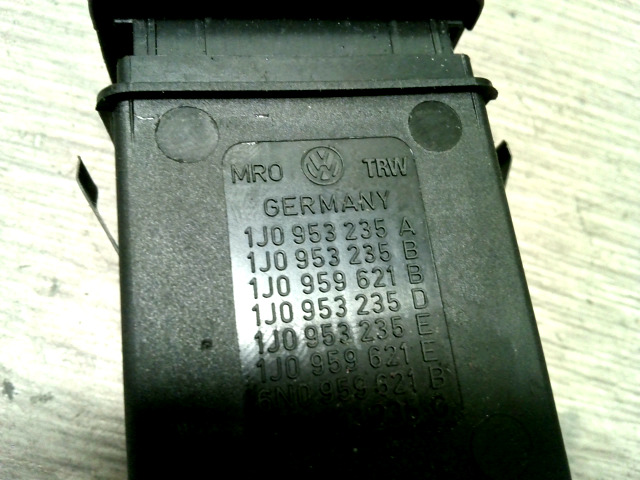 MRO VW TRW
GERMANY
1J0 953 235 A
1J0 953 235 B
1J0 959 621 B
1J0 953 235 D
1J0 953 235 E
1J0 959 621 E
6N0 959 621 B